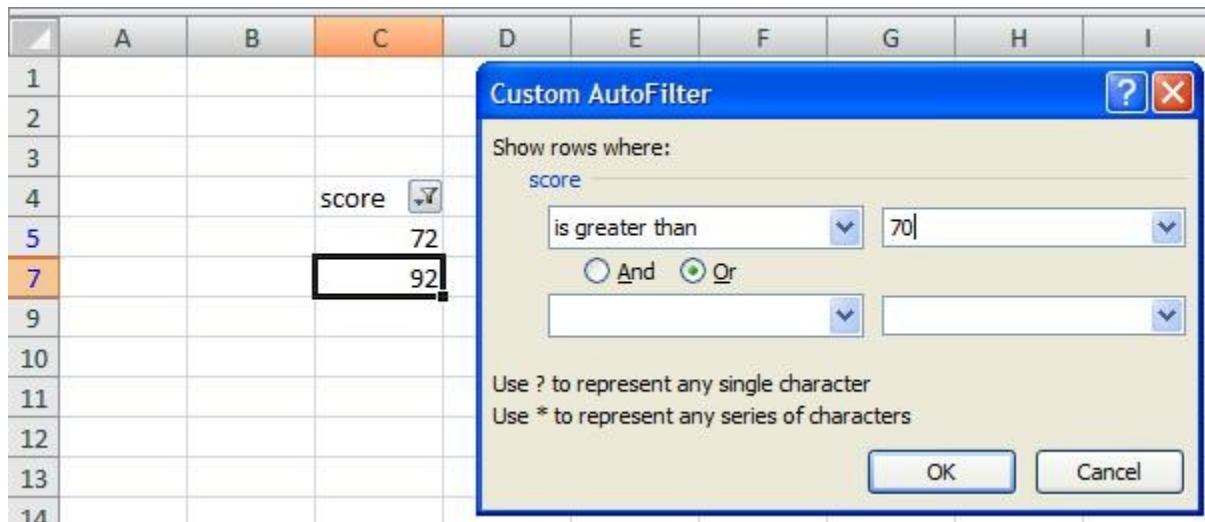 A B C D E F G H I
1
2
3
4 score
5 72
7 92
9
10
11
12
13
14
Custom AutoFilter ?
Show rows where:
score
is greater than 70
And Or
Use ? to represent any single character
Use * to represent any series of characters
OK Cancel